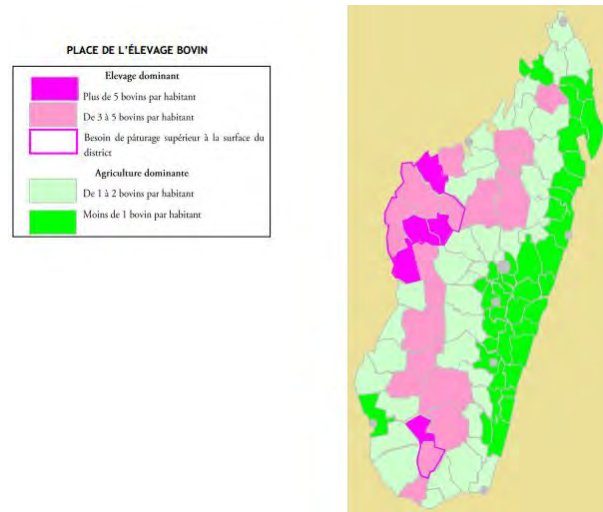 PLACE DE L'ÉLEVAGE BOVIN
Elevage dominant
Plus de 5 bovins par habitant
De 3 à 5 bovins par habitant
Besoin de pâturage supérieur à la surface du
district
Agriculture dominante
De 1 à 2 bovins par habitant
Moins de 1 bovin par habitant